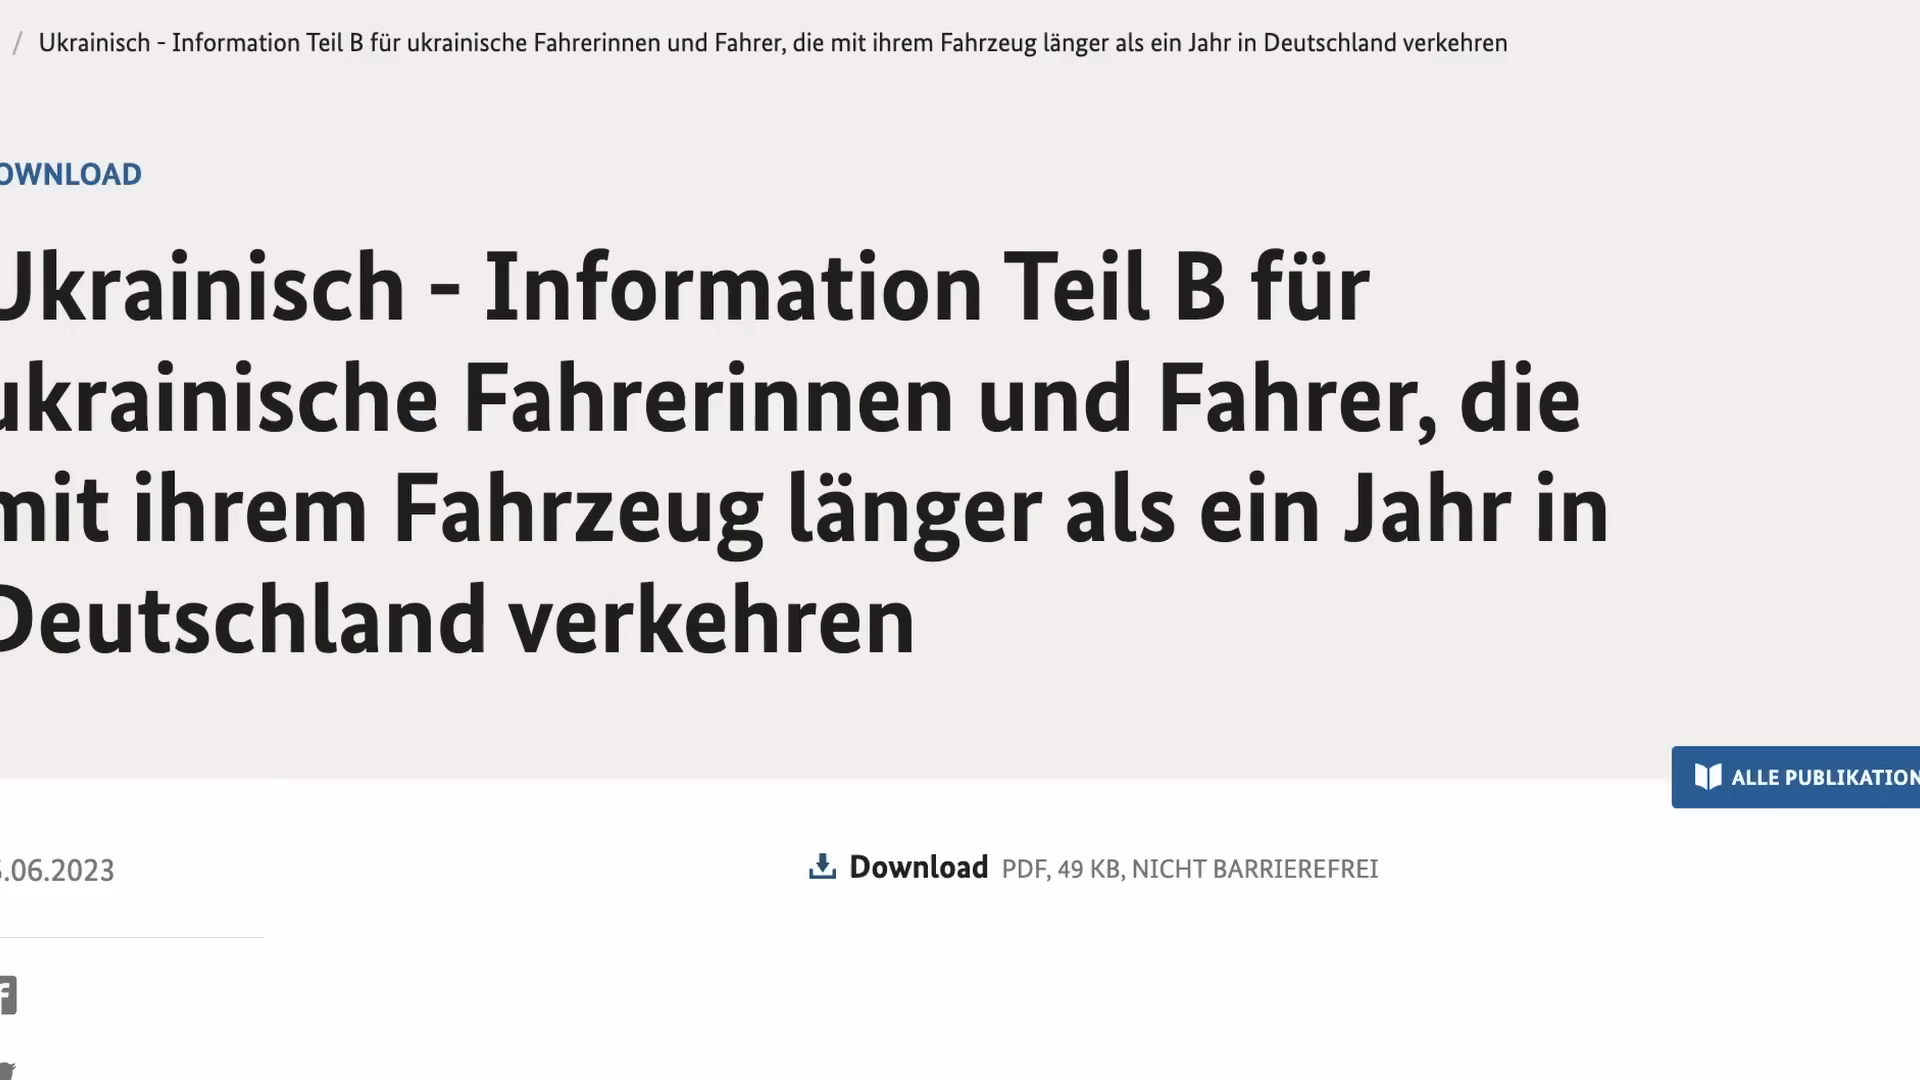 / Ukrainisch - Information Teil B für ukrainische Fahrerinnen und Fahrer, die mit ihrem Fahrzeug länger als ein Jahr in Deutschland verkehren
OWNLOAD
Ukrainisch - Information Teil B für
ukrainische Fahrerinnen und Fahrer, die
mit ihrem Fahrzeug länger als ein Jahr in
Deutschland verkehren
ALLE PUBLIKATION
.06.2023
Download PDF, 49 KB, NICHT BARRIEREFREI